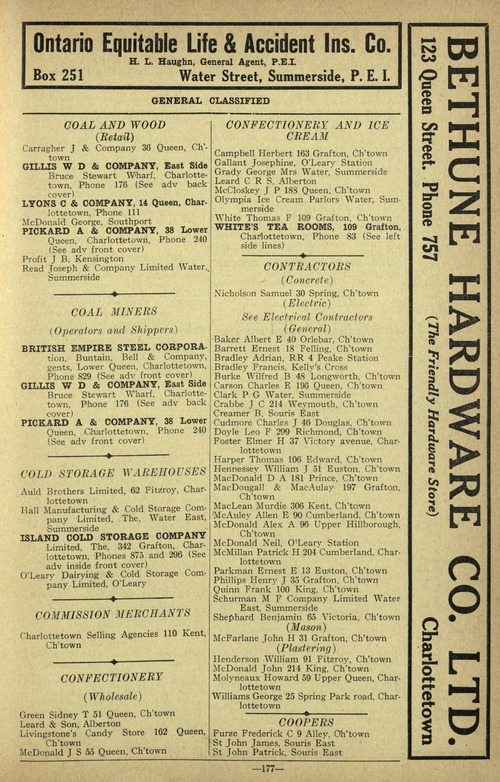 Ontario Equitable Life & Accident Ins. Co.
H. L. Haughn, General Agent, P.E.I.
Box 251 Water Street, Summerside, P. E. I.
GENERAL CLASSIFIED
COAL AND WOOD
(Retail)
Carragher J & Company 36 Queen, Ch'-
town
GILLIS W D & COMPANY, East Side
Bruce Stewart Wharf, Charlotte-
town, Phone 176 (See adv back
cover)
LYONS C & COMPANY, 14 Queen, Char-
lottetown, Phone 111
McDonald George, Southport
PICKARD A & COMPANY, 38 Lower
Queen, Charlottetown, Phone 240
(See adv front cover)
Profit J B, Kensington
Read Joseph & Company Limited Water,
Summerside
COAL MINERS
(Operators and Shippers)
BRITISH EMPIRE STEEL CORPORA-
tion, Buntain, Bell & Company,
agents, Lower Queen, Charlottetown,
Phone 829 (See adv front cover)
GILLIS W D & COMPANY, East Side
Bruce Stewart Wharf, Charlotte-
town, Phone 176 (See adv back
cover)
PICKARD A & COMPANY, 38 Lower
Queen, Charlottetown, Phone 240
(See adv front cover)
COLD STORAGE WAREHOUSES
Auld Brothers Limited, 62 Fitzroy, Char-
lottetown
Hall Manufacturing & Cold Storage Com-
pany Limited, The, Water East,
Summerside
ISLAND COLD STORAGE COMPANY
Limited, The, 342 Grafton, Char-
lottetown, Phones 875 and 296 (See
adv inside front cover)
O'Leary Dairying & Cold Storage Com-
pany Limited, O'Leary
COMMISSION MERCHANTS
Charlottetown Selling Agencies 110 Kent,
Ch'town
CONFECTIONERY
(Wholesale)
Green Sidney T 51 Queen, Ch'town
Leard & Son, Alberton
Livingstone's Candy Store 162 Queen,
Ch'town
McDonald J S 55 Queen, Ch'town
CONFECTIONERY AND ICE
CREAM
Campbell Herbert 163 Grafton, Ch'town
Gallant Josephine, O'Leary Station
Grady George Mrs Water, Summerside
Leard C R S, Alberton
McCloskey J P 188 Queen, Ch'town
Olympia Ice Cream Parlors Water, Sum-
merside
White Thomas F 109 Grafton, Ch'town
WHITE'S TEA ROOMS, 109 Grafton,
Charlottetown, Phone 83 (See left
side lines)
CONTRACTORS
(Concrete)
Nicholson Samuel 30 Spring, Ch'town
(Electric)
See Electrical Contractors
(General)
Baker Albert E 40 Orlebar, Ch'town
Barrett Ernest 18 Felling, Ch'town
Bradley Adrian, RR 4 Peake Station
Bradley Francis, Kelly's Cross
Burke Wilfred B 48 Longworth, Ch'town
Carson Charles E 196 Queen, Ch'town
Clark P G Water, Summerside
Crabbe J C 214 Weymouth, Ch'town
Creamer B, Souris East
Cudmore Charles J 46 Douglas, Ch'town
Doyle Leo F 299 Richmond, Ch'town
Foster Elmer H 37 Victory avenue, Char-
lottetown
Harper Thomas 106 Edward, Ch'town
Hennessey William J 51 Euston, Ch'town
MacDonald D A 181 Prince, Ch'town
MacDougall & MacAulay 197 Grafton,
Ch'town
MacLean Murdie 306 Kent, Ch'town
McAuley Allen E 90 Cumberland, Ch'town
McDonald Alex A 96 Upper Hillborough,
Ch'town
McDonald Neil, O'Leary Station
McMillan Patrick H 204 Cumberland, Char-
lottetown
Parkman Ernest E 13 Euston, Ch'town
Phillips Henry J 35 Grafton, Ch'town
Quinn Frank 100 King, Ch'town
Schurman M F Company Limited Water
East, Summerside
Shephard Benjamin 65 Victoria, Ch'town
(Mason)
McFarlane John H 31 Grafton, Ch'town
(Plastering)
Henderson William 91 Fitzroy, Ch'town
McDonald John 214 King, Ch'town
Molyneaux Howard 59 Upper Queen, Char-
lottetown
Williams George 25 Spring Park road, Char-
lottetown
COOPERS
Furze Frederick C 9 Alley, Ch'town
St John James, Souris East
St John Patrick, Souris East
—177—
BETHUNE HARDWARE CO. LTD.
123 Queen Street. Phone 757 (The Friendly Hardware Store) Charlottetown